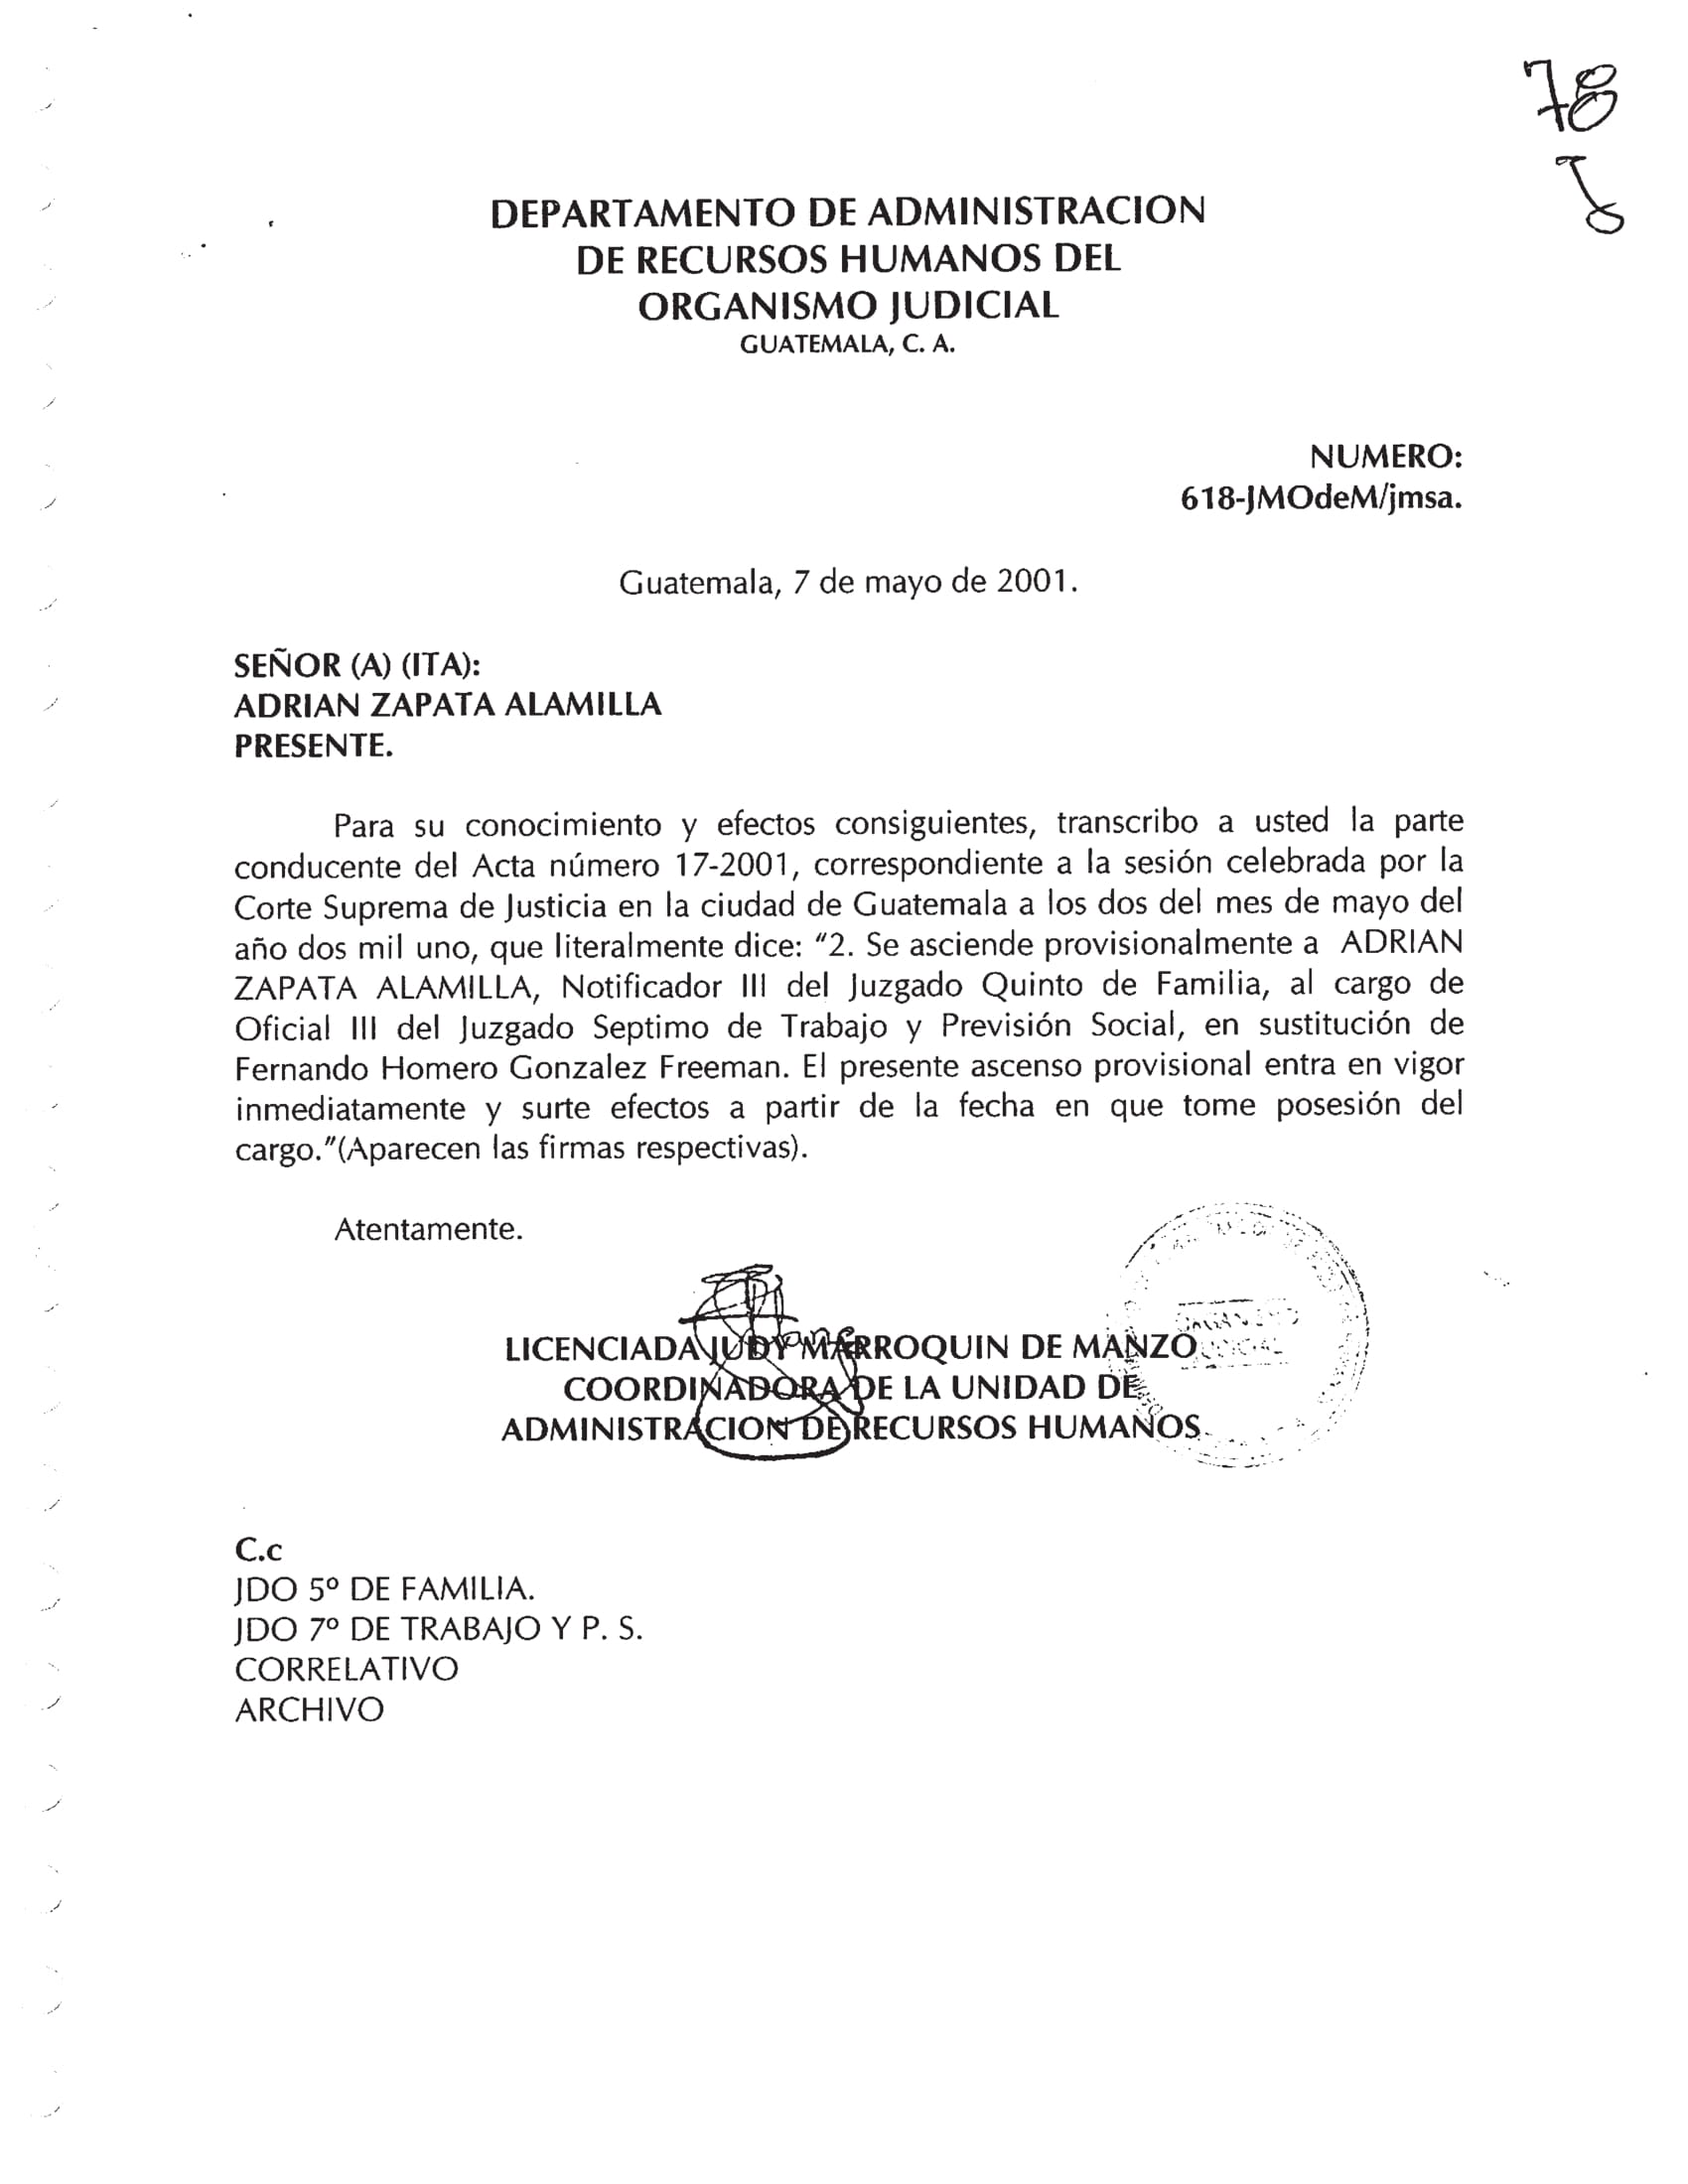 78
DEPARTAMENTO DE ADMINISTRACION
DE RECURSOS HUMANOS DEL
ORGANISMO JUDICIAL
GUATEMALA, C. A.
NUMERO:
618-JMOdeM/jmsa.
Guatemala, 7 de mayo de 2001.
SEÑOR (A) (ITA):
ADRIAN ZAPATA ALAMILLA
PRESENTE.
Para su conocimiento y efectos consiguientes, transcribo a usted la parte
conducente del Acta número 17-2001, correspondiente a la sesión celebrada por la
Corte Suprema de Justicia en la ciudad de Guatemala a los dos del mes de mayo del
año dos mil uno, que literalmente dice: “2. Se asciende provisionalmente a ADRIAN
ZAPATA ALAMILLA, Notificador III del Juzgado Quinto de Familia, al cargo de
Oficial III del Juzgado Septimo de Trabajo y Previsión Social, en sustitución de
Fernando Homero Gonzalez Freeman. El presente ascenso provisional entra en vigor
inmediatamente y surte efectos a partir de la fecha en que tome posesión del
cargo.”(Aparecen las firmas respectivas).
Atentamente.
LICENCIADA JUDY MARROQUIN DE MANZO
COORDINADORA DE LA UNIDAD DE
ADMINISTRACION DE RECURSOS HUMANOS
C.c
JDO 5º DE FAMILIA.
JDO 7º DE TRABAJO Y P. S.
CORRELATIVO
ARCHIVO